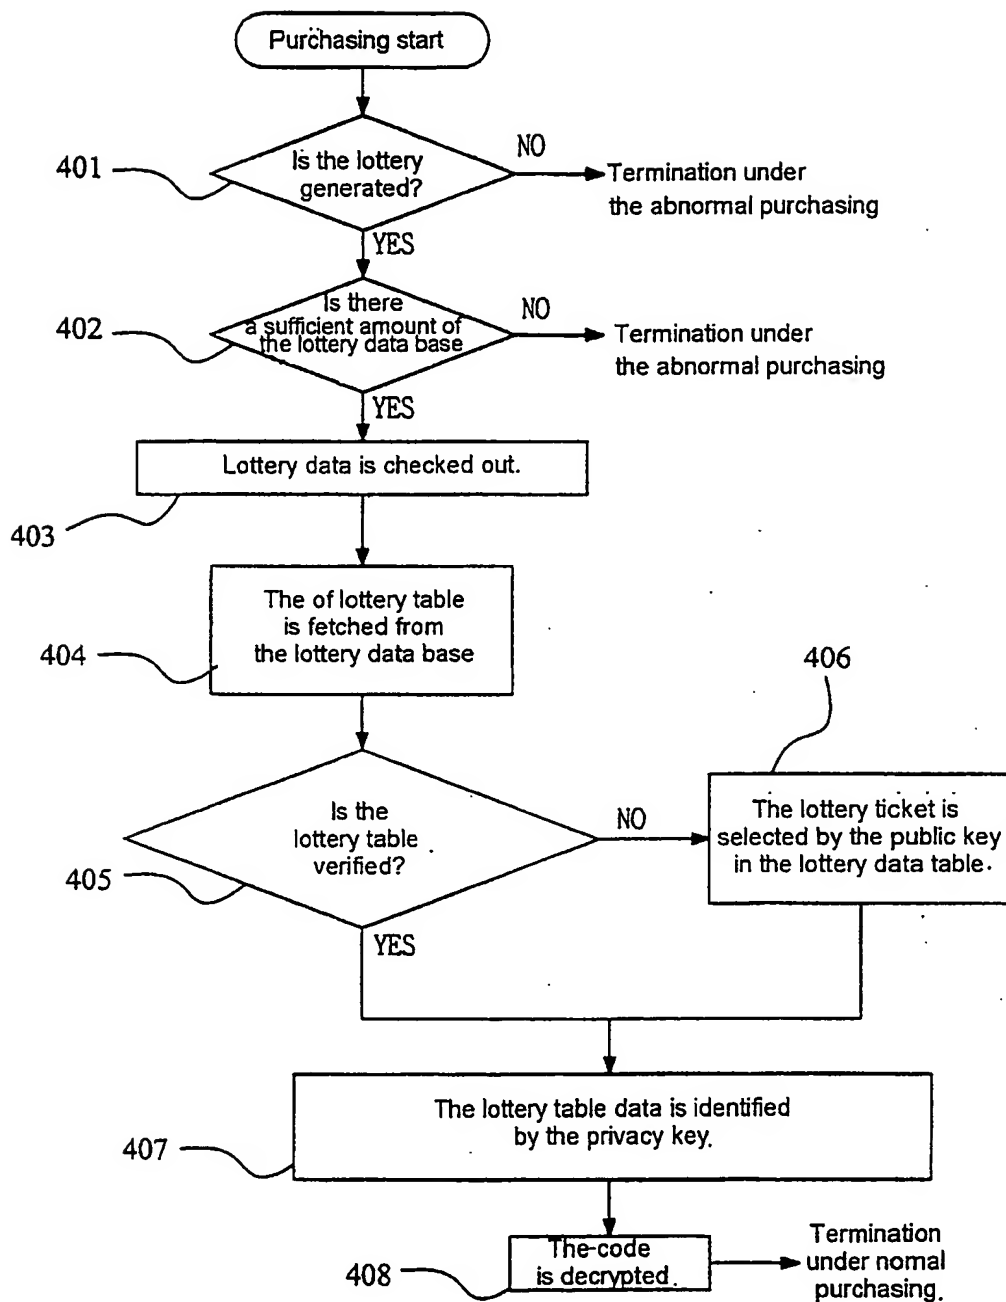 Purchasing start
401
Is the lottery
generated?
NO
Termination under
the abnormal purchasing
YES
402
Is there
a sufficient amount of
the lottery data base
NO
Termination under
the abnormal purchasing
YES
Lottery data is checked out.
403
The of lottery table
is fetched from
the lottery data base
404
406
Is the
lottery table
verified?
NO
The lottery ticket is
selected by the public key
in the lottery data table.
405
YES
The lottery table data is identified
by the privacy key.
407
The code
is decrypted.
408
Termination
under nomal
purchasing.